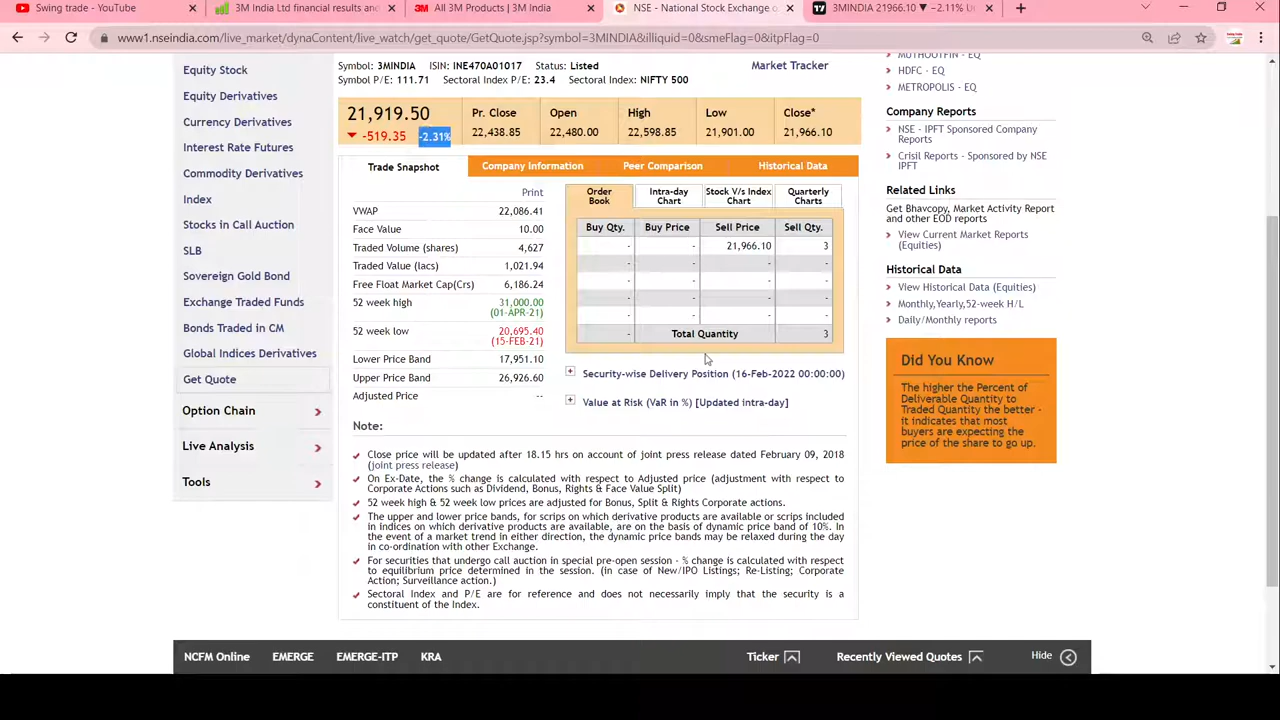 Swing trade - YouTube
3M India Ltd financial results and
All 3M Products | 3M India
NSE - National Stock Exchange o
3MINDIA 21966.10 ▼ −2.11% U
www1.nseindia.com/live_market/dynaContent/live_watch/get_quote/GetQuote.jsp?symbol=3MINDIA&illiquid=0&smeFlag=0&itpFlag=0
Equity Stock
Equity Derivatives
Currency Derivatives
Interest Rate Futures
Commodity Derivatives
Index
Stocks in Call Auction
SLB
Sovereign Gold Bond
Exchange Traded Funds
Bonds Traded in CM
Global Indices Derivatives
Get Quote
Option Chain
Live Analysis
Tools
Symbol: 3MINDIA ISIN: INE470A01017 Status: Listed
Market Tracker
Symbol P/E: 111.71 Sectoral Index P/E: 23.4 Sectoral Index: NIFTY 500
21,919.50 Pr. Close Open High Low Close*
-519.35 -2.31% 22,438.85 22,480.00 22,598.85 21,901.00 21,966.10
Trade Snapshot Company Information Peer Comparison Historical Data
Print
VWAP 22,086.41
Face Value 10.00
Traded Volume (shares) 4,627
Traded Value (lacs) 1,021.94
Free Float Market Cap(Crs) 6,186.24
52 week high 31,000.00
(01-APR-21)
52 week low 20,695.40
(15-FEB-21)
Lower Price Band 17,951.10
Upper Price Band 26,926.60
Adjusted Price --
Order Intra-day Stock V/s Index Quarterly
Book Chart Chart Charts
Buy Qty. Buy Price Sell Price Sell Qty.
- - 21,966.10 3
- - - -
- - - -
- - - -
- - - -
- Total Quantity 3
Security-wise Delivery Position (16-Feb-2022 00:00:00)
Value at Risk (VaR in %) [Updated intra-day]
Note:
Close price will be updated after 18.15 hrs on account of joint press release dated February 09, 2018
(joint press release)
On Ex-Date, the % change is calculated with respect to Adjusted price (adjustment with respect to
Corporate Actions such as Dividend, Bonus, Rights & Face Value Split)
52 week high & 52 week low prices are adjusted for Bonus, Split & Rights Corporate actions.
The upper and lower price bands, for scrips on which derivative products are available or scrips included
in indices on which derivative products are available, are on the basis of dynamic price band of 10%. In
the event of a market trend in either direction, the dynamic price bands may be relaxed during the day
in co-ordination with other Exchange.
For securities that undergo call auction in special pre-open session - % change is calculated with respect
to equilibrium price determined in the session. (in case of New/IPO Listings; Re-Listing; Corporate
Action; Surveillance action.)
Sectoral Index and P/E are for reference and does not necessarily imply that the security is a
constituent of the Index.
MUTHOOTFIN - EQ
HDFC - EQ
METROPOLIS - EQ
Company Reports
NSE - IPFT Sponsored Company
Reports
Crisil Reports - Sponsored by NSE
IPFT
Related Links
Get Bhavcopy, Market Activity Report
and other EOD reports
View Current Market Reports
(Equities)
Historical Data
View Historical Data (Equities)
Monthly,Yearly,52-week H/L
Daily/Monthly reports
Did You Know
The higher the Percent of
Deliverable Quantity to
Traded Quantity the better -
it indicates that most
buyers are expecting the
price of the share to go up.
NCFM Online EMERGE EMERGE-ITP KRA Ticker Recently Viewed Quotes Hide